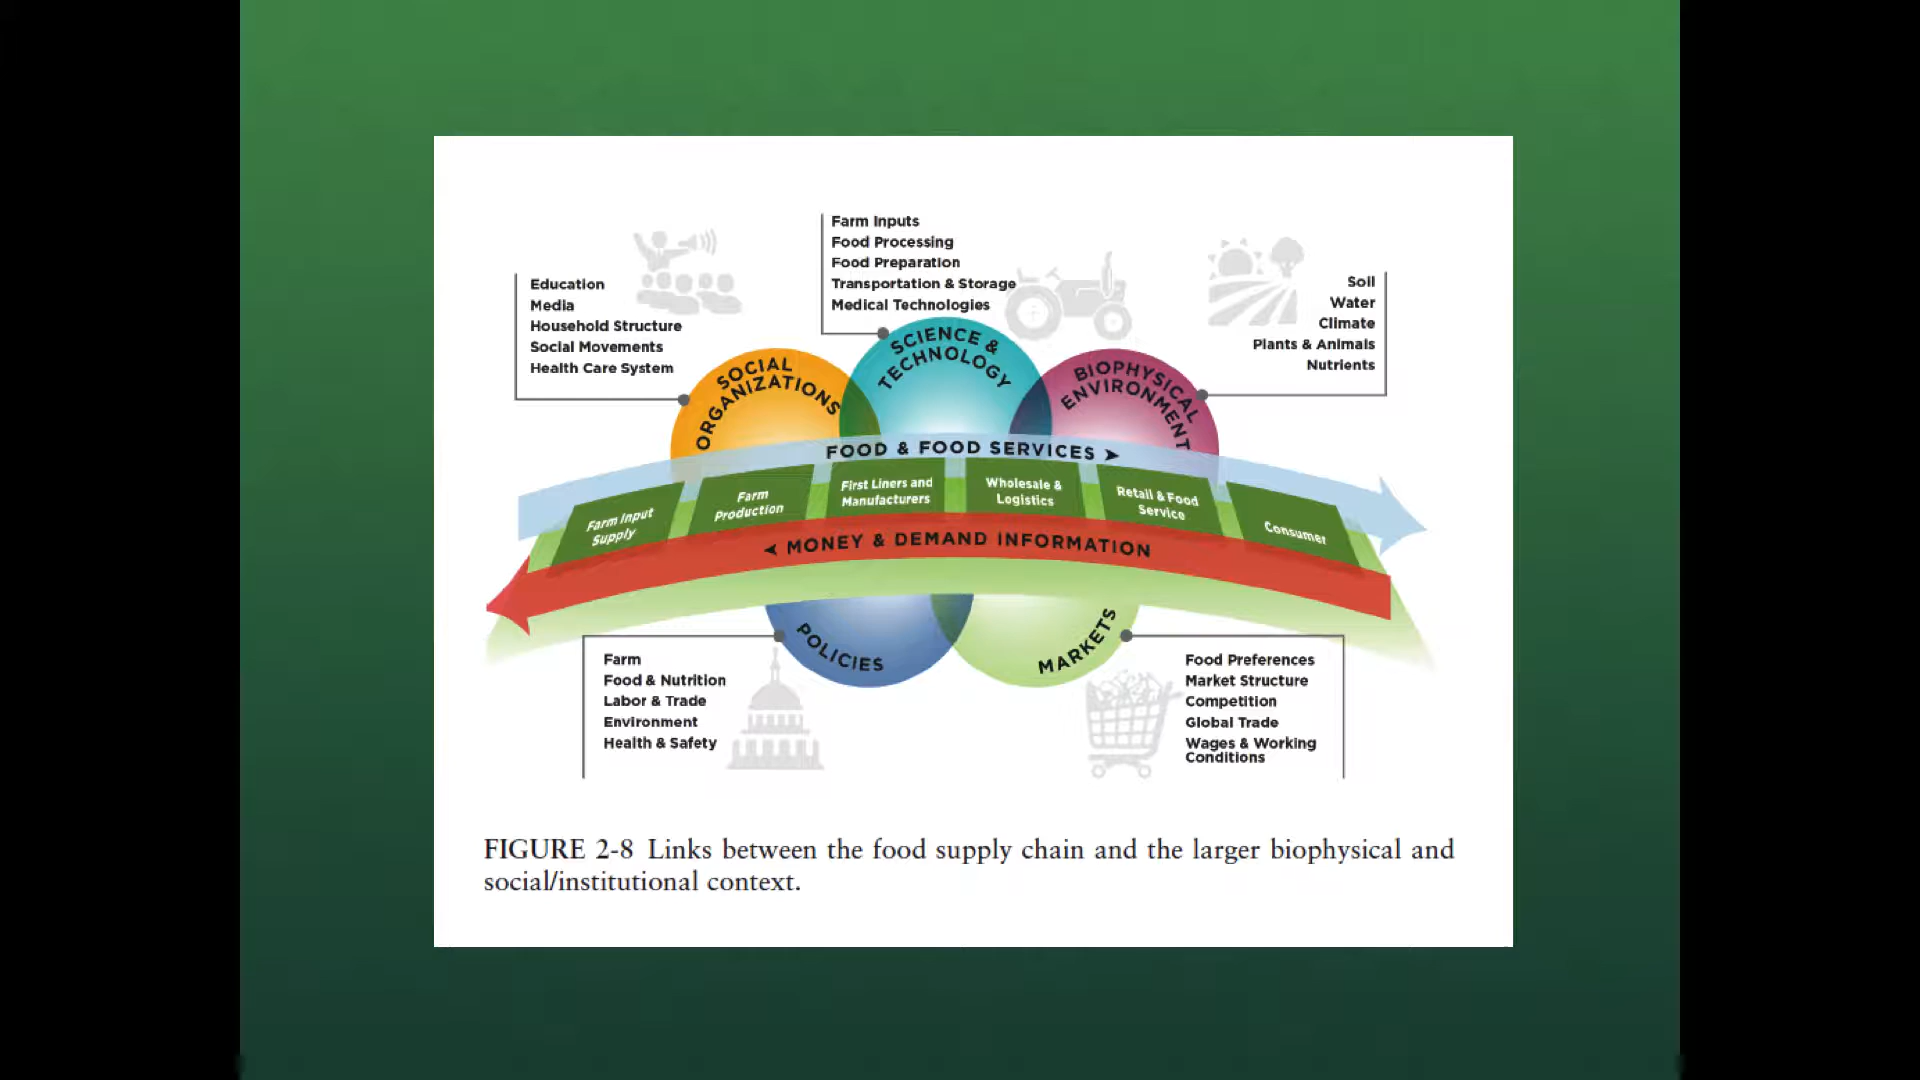 Farm Inputs
Food Processing
Food Preparation
Transportation & Storage
Medical Technologies
Education
Media
Household Structure
Social Movements
Health Care System
Soil
Water
Climate
Plants & Animals
Nutrients
SOCIAL
ORGANIZATIONS
SCIENCE &
TECHNOLOGY
BIOPHYSICAL
ENVIRONMENT
FOOD & FOOD SERVICES ➤
Farm Input
Supply
Farm
Production
First Liners and
Manufacturers
Wholesale &
Logistics
Retail & Food
Service
Consumer
◄ MONEY & DEMAND INFORMATION
POLICIES
MARKETS
Farm
Food & Nutrition
Labor & Trade
Environment
Health & Safety
Food Preferences
Market Structure
Competition
Global Trade
Wages & Working
Conditions
FIGURE 2-8 Links between the food supply chain and the larger biophysical and
social/institutional context.